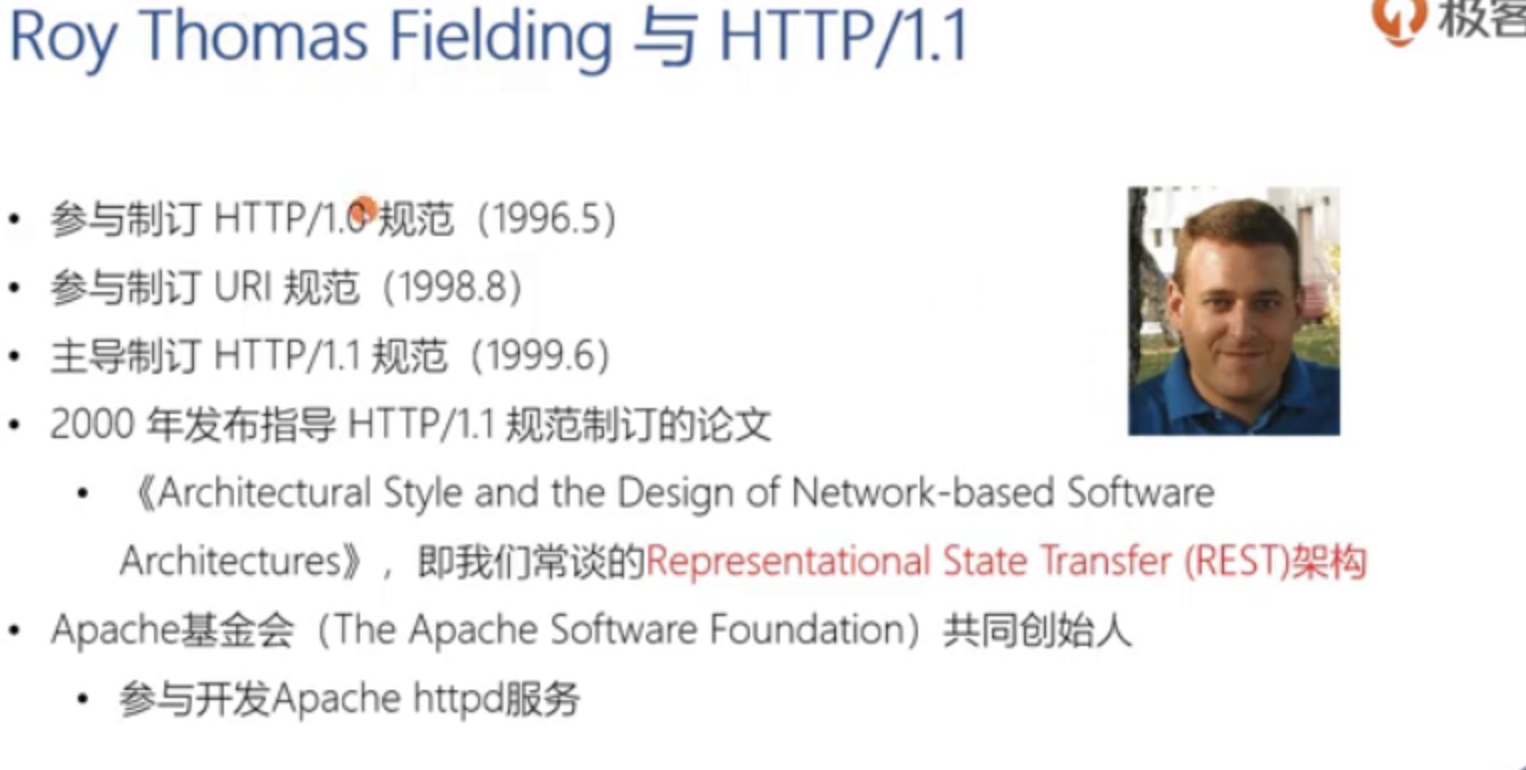 Roy Thomas Fielding 与 HTTP/1.1
极客
• 参与制订 HTTP/1.0 规范（1996.5）
• 参与制订 URI 规范（1998.8）
• 主导制订 HTTP/1.1 规范（1999.6）
• 2000 年发布指导 HTTP/1.1 规范制订的论文
• 《Architectural Style and the Design of Network-based Software
Architectures》，即我们常谈的Representational State Transfer (REST)架构
• Apache基金会（The Apache Software Foundation）共同创始人
• 参与开发Apache httpd服务